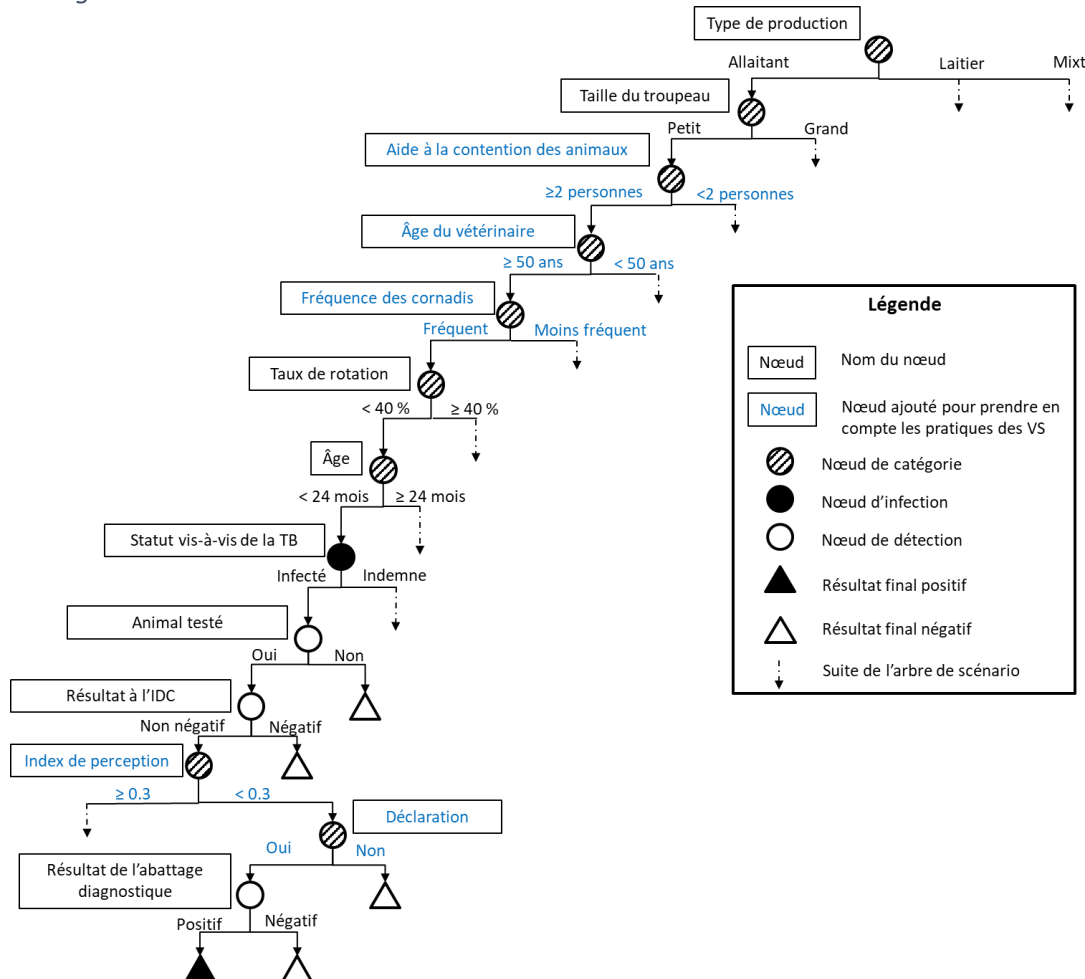 Type de production
Allaitant
Laitier
Mixt
Taille du troupeau
Petit
Grand
Aide à la contention des animaux
≥2 personnes
<2 personnes
Âge du vétérinaire
≥ 50 ans
< 50 ans
Fréquence des cornadis
Fréquent
Moins fréquent
Taux de rotation
< 40 %
≥ 40 %
Âge
< 24 mois
≥ 24 mois
Statut vis-à-vis de la TB
Infecté
Indemne
Animal testé
Oui
Non
Résultat à l’IDC
Non négatif
Négatif
Index de perception
≥ 0.3
< 0.3
Déclaration
Oui
Non
Résultat de l’abattage
diagnostique
Positif
Négatif
Légende
Nœud
Nom du nœud
Nœud
Nœud ajouté pour prendre en
compte les pratiques des VS
Nœud de catégorie
Nœud d’infection
Nœud de détection
Résultat final positif
Résultat final négatif
Suite de l’arbre de scénario